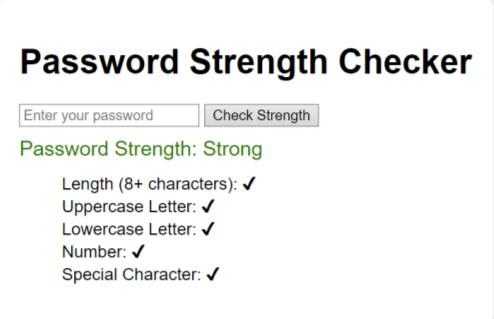 Password Strength Checker
Enter your password Check Strength
Password Strength: Strong
Length (8+ characters): ✓
Uppercase Letter: ✓
Lowercase Letter: ✓
Number: ✓
Special Character: ✓